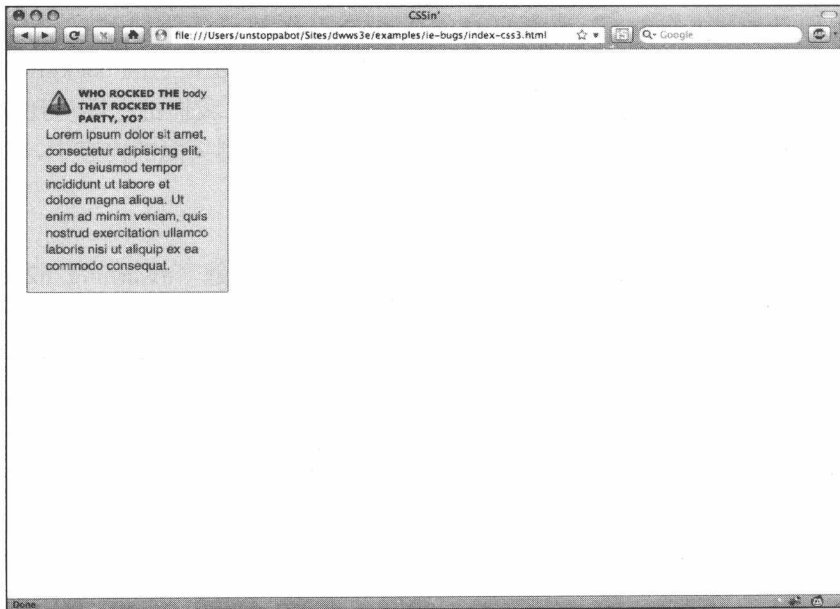 CSSin'
file:///Users/unstoppabot/Sites/dwws3e/examples/ie-bugs/index-css3.html
Google
WHO ROCKED THE body
THAT ROCKED THE
PARTY, YO?
Lorem ipsum dolor sit amet,
consectetur adipisicing elit,
sed do eiusmod tempor
incididunt ut labore et
dolore magna aliqua. Ut
enim ad minim veniam, quis
nostrud exercitation ullamco
laboris nisi ut aliquip ex ea
commodo consequat.
Done